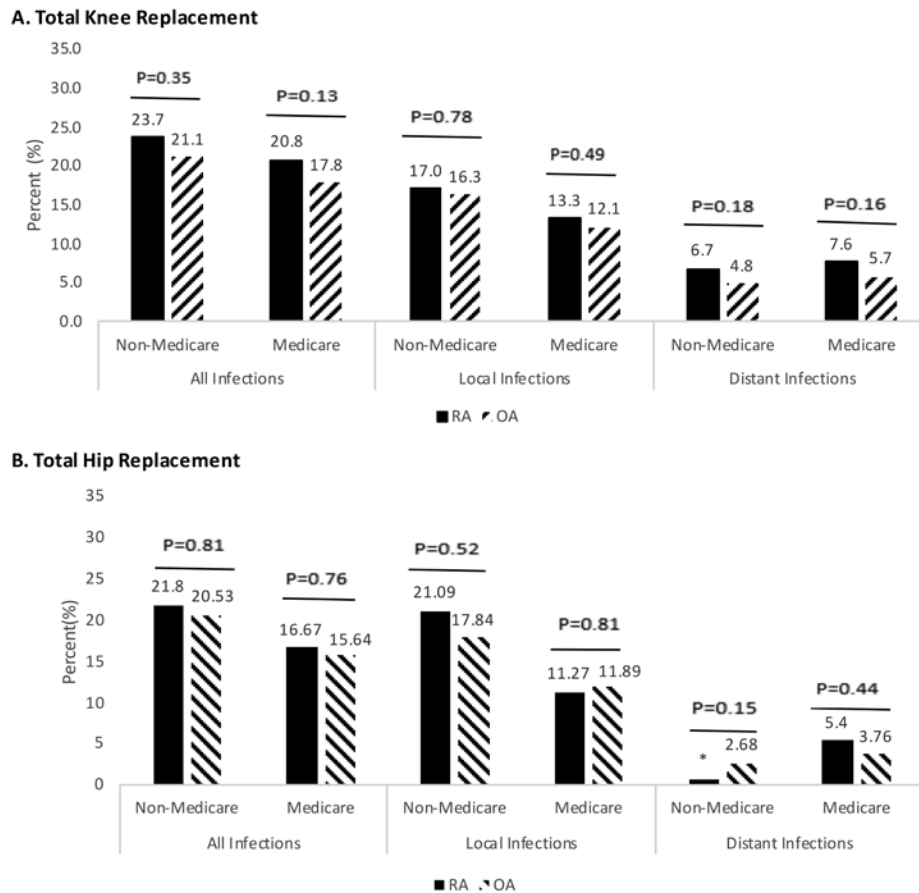 A. Total Knee Replacement
35.0
30.0
25.0
20.0
15.0
10.0
5.0
0.0
Percent (%)
P=0.35
P=0.13
P=0.78
P=0.49
P=0.18
P=0.16
23.7
21.1
20.8
17.8
17.0
16.3
13.3
12.1
6.7
4.8
7.6
5.7
Non-Medicare Medicare Non-Medicare Medicare Non-Medicare Medicare
All Infections Local Infections Distant Infections
RA OA
B. Total Hip Replacement
35
30
25
20
15
10
5
0
Percent(%)
P=0.81
P=0.76
P=0.52
P=0.81
P=0.15
P=0.44
21.8
20.53
16.67
15.64
21.09
17.84
11.27
11.89
*
2.68
5.4
3.76
Non-Medicare Medicare Non-Medicare Medicare Non-Medicare Medicare
All Infections Local Infections Distant Infections
RA OA